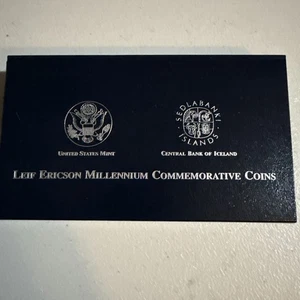 SEÐLABANKI
ÍSLANDS
UNITED STATES MINT
CENTRAL BANK OF ICELAND
LEIF ERICSON MILLENNIUM COMMEMORATIVE COINS